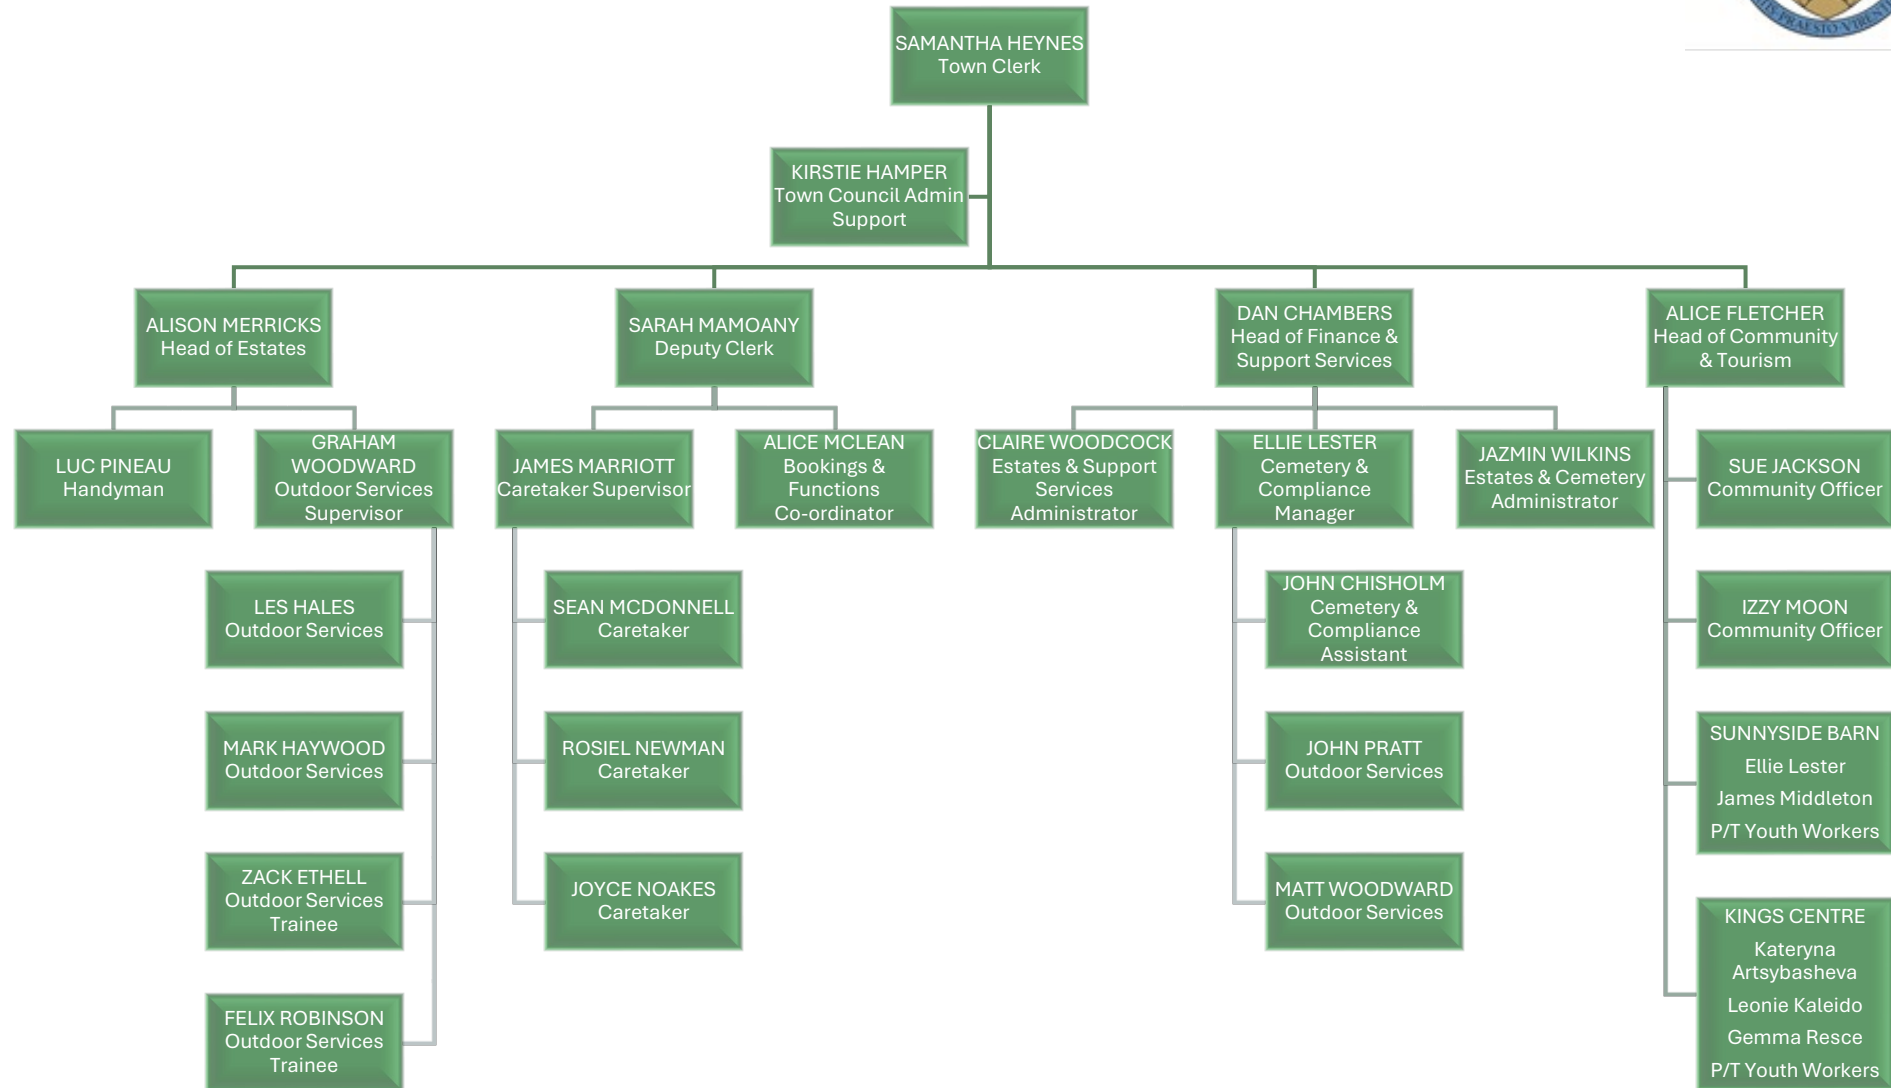 PRAESTO
SAMANTHA HEYNES
Town Clerk
KIRSTIE HAMPER
Town Council Admin
Support
ALISON MERRICKS
Head of Estates
SARAH MAMOANY
Deputy Clerk
DAN CHAMBERS
Head of Finance &
Support Services
ALICE FLETCHER
Head of Community
& Tourism
LUC PINEAU
Handyman
GRAHAM
WOODWARD
Outdoor Services
Supervisor
JAMES MARRIOTT
Caretaker Supervisor
ALICE MCLEAN
Bookings &
Functions
Co-ordinator
CLAIRE WOODCOCK
Estates & Support
Services
Administrator
ELLIE LESTER
Cemetery &
Compliance
Manager
JAZMIN WILKINS
Estates & Cemetery
Administrator
SUE JACKSON
Community Officer
LES HALES
Outdoor Services
SEAN MCDONNELL
Caretaker
JOHN CHISHOLM
Cemetery &
Compliance
Assistant
IZZY MOON
Community Officer
MARK HAYWOOD
Outdoor Services
ROSIEL NEWMAN
Caretaker
JOHN PRATT
Outdoor Services
SUNNYSIDE BARN
Ellie Lester
James Middleton
P/T Youth Workers
ZACK ETHELL
Outdoor Services
Trainee
JOYCE NOAKES
Caretaker
MATT WOODWARD
Outdoor Services
KINGS CENTRE
Kateryna
Artsybasheva
Leonie Kaleido
Gemma Resce
P/T Youth Workers
FELIX ROBINSON
Outdoor Services
Trainee